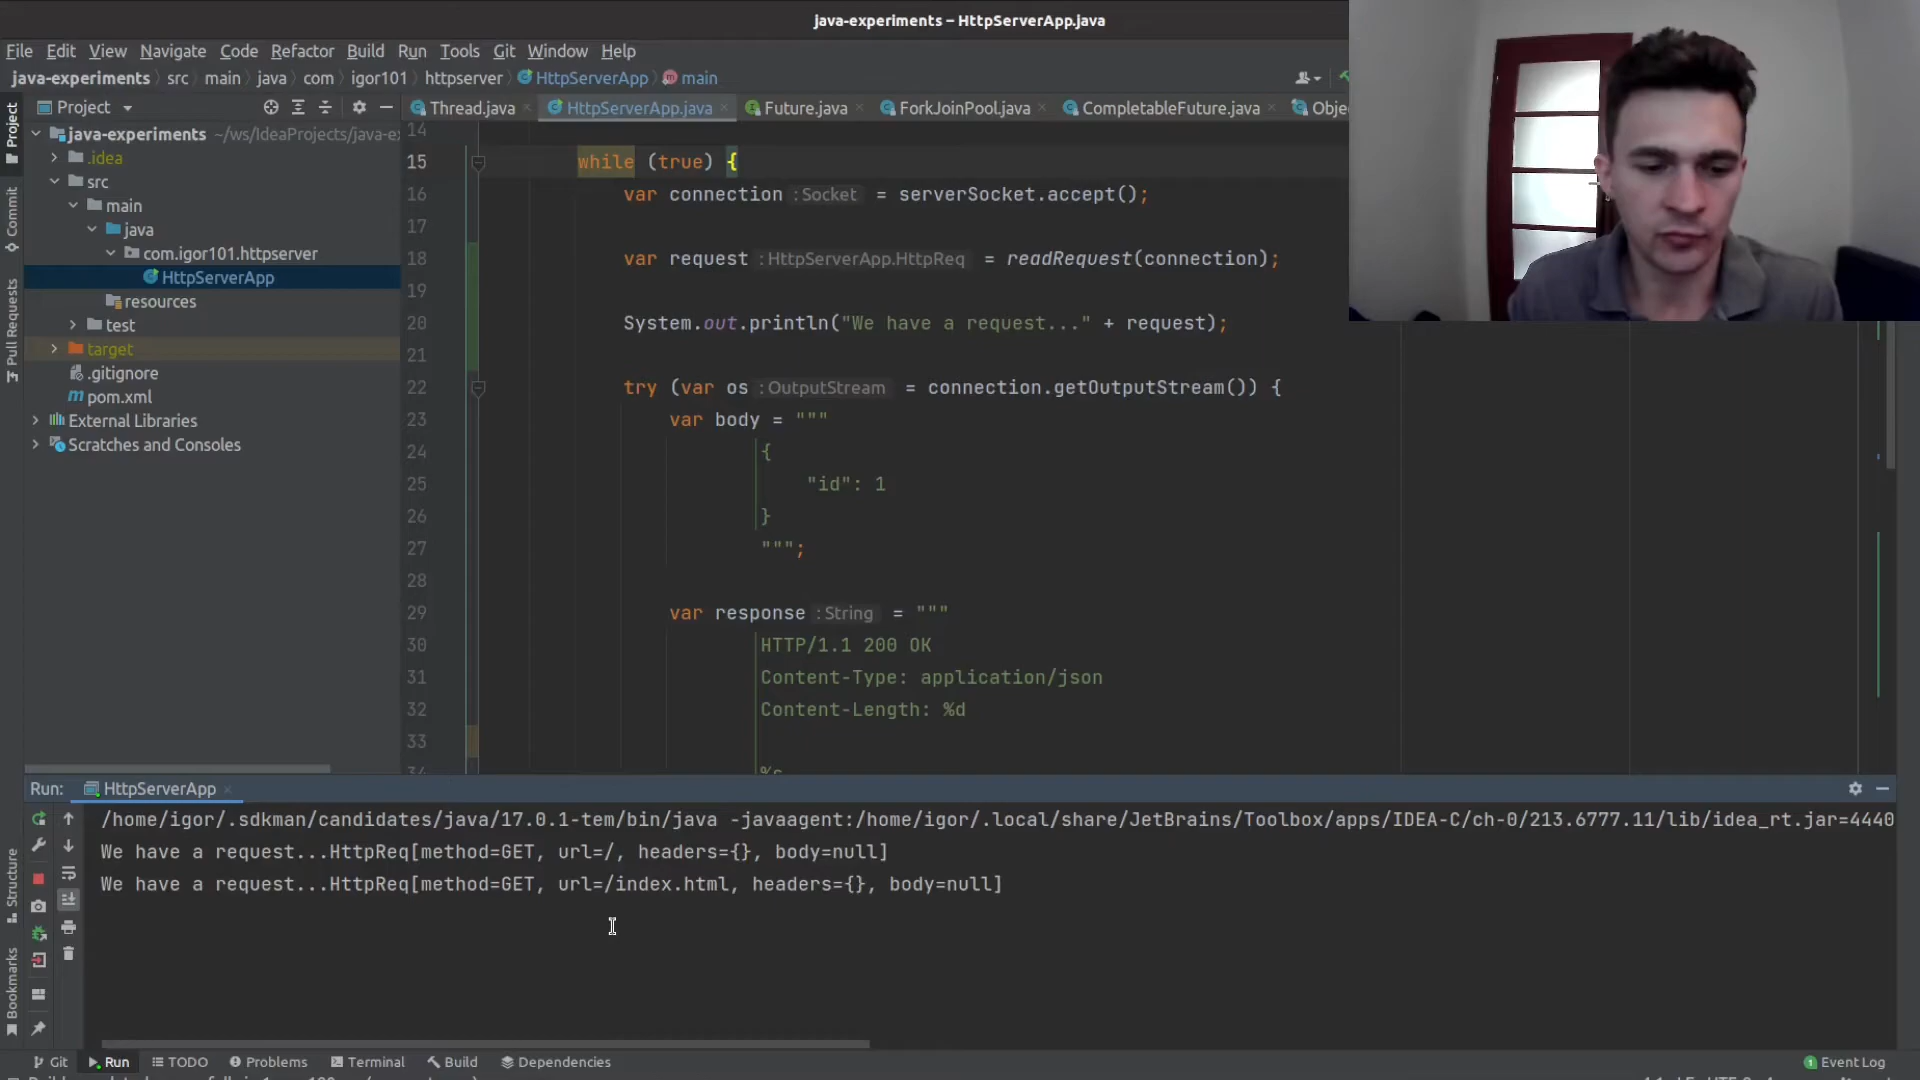 java-experiments – HttpServerApp.java
File Edit View Navigate Code Refactor Build Run Tools Git Window Help
java-experiments src main java com igor101 httpserver HttpServerApp main
Project
Thread.java HttpServerApp.java Future.java ForkJoinPool.java CompletableFuture.java Obje
Project
Commit
Pull Requests
java-experiments ~/ws/IdeaProjects/java-e
.idea
src
main
java
com.igor101.httpserver
HttpServerApp
resources
test
target
.gitignore
pom.xml
External Libraries
Scratches and Consoles
14
15 while (true) {
16 var connection : Socket = serverSocket.accept();
17
18 var request : HttpServerApp.HttpReq = readRequest(connection);
19
20 System.out.println("We have a request..." + request);
21
22 try (var os : OutputStream = connection.getOutputStream()) {
23 var body = """
24 {
25 "id": 1
26 }
27 """;
28
29 var response : String = """
30 HTTP/1.1 200 OK
31 Content-Type: application/json
32 Content-Length: %d
33
34 %s
Run: HttpServerApp
/home/igor/.sdkman/candidates/java/17.0.1-tem/bin/java -javaagent:/home/igor/.local/share/JetBrains/Toolbox/apps/IDEA-C/ch-0/213.6777.11/lib/idea_rt.jar=4440
We have a request...HttpReq[method=GET, url=/, headers={}, body=null]
We have a request...HttpReq[method=GET, url=/index.html, headers={}, body=null]
Structure
Bookmarks
Git Run TODO Problems Terminal Build Dependencies 1 Event Log